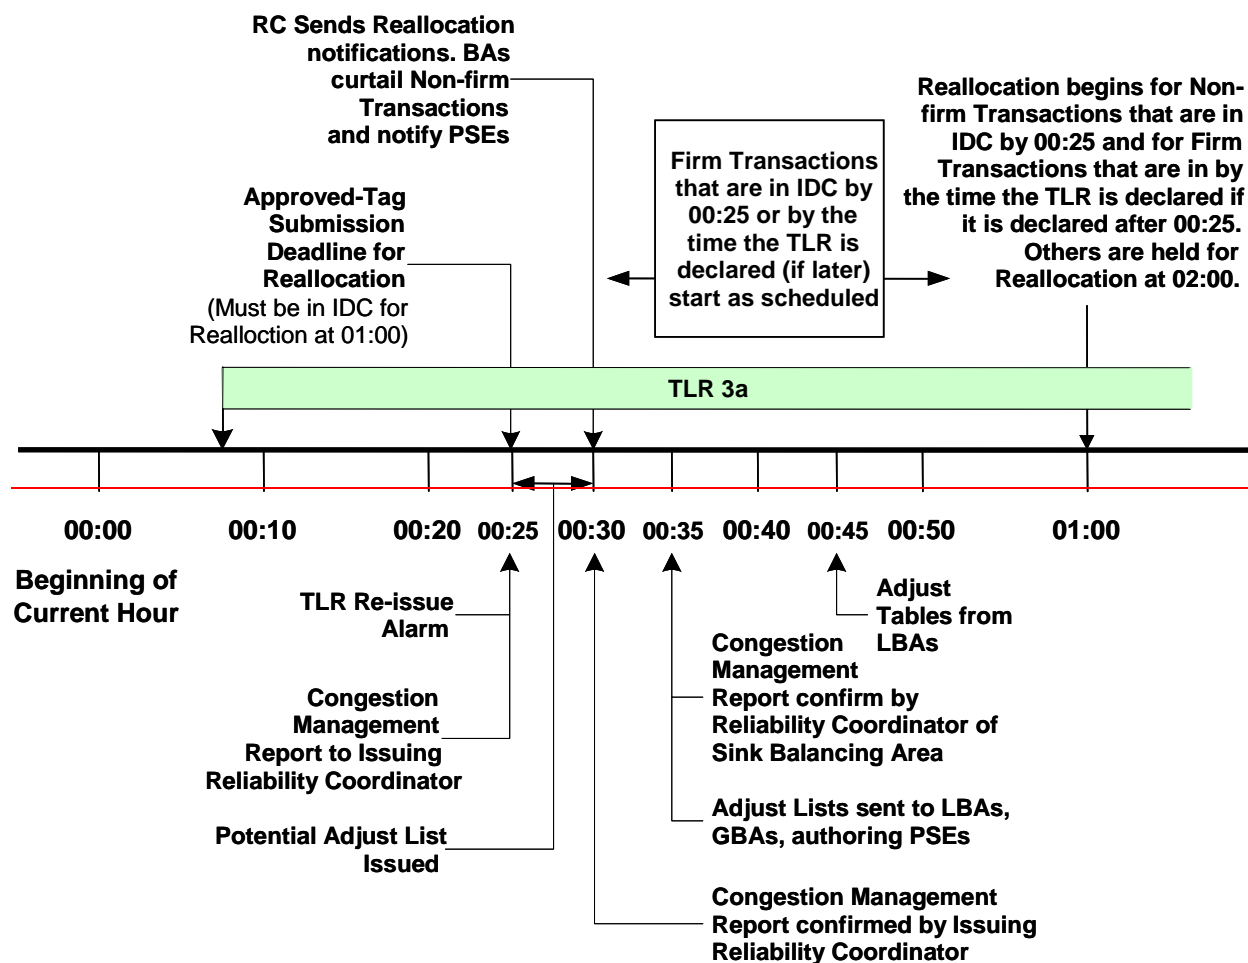 RC Sends Reallocation
notifications. BAs
curtail Non-firm
Transactions
and notify PSEs
Approved-Tag
Submission
Deadline for
Reallocation
(Must be in IDC for
Realloction at 01:00)
Firm Transactions
that are in IDC by
00:25 or by the
time the TLR is
declared (if later)
start as scheduled
Reallocation begins for Non-
firm Transactions that are in
IDC by 00:25 and for Firm
Transactions that are in by
the time the TLR is declared if
it is declared after 00:25.
Others are held for
Reallocation at 02:00.
TLR 3a
00:00
00:10
00:20
00:25
00:30
00:35
00:40
00:45
00:50
01:00
Beginning of
Current Hour
TLR Re-issue
Alarm
Congestion
Management
Report to Issuing
Reliability Coordinator
Potential Adjust List
Issued
Adjust
Tables from
LBAs
Congestion
Management
Report confirm by
Reliability Coordinator of
Sink Balancing Area
Adjust Lists sent to LBAs,
GBAs, authoring PSEs
Congestion Management
Report confirmed by Issuing
Reliability Coordinator